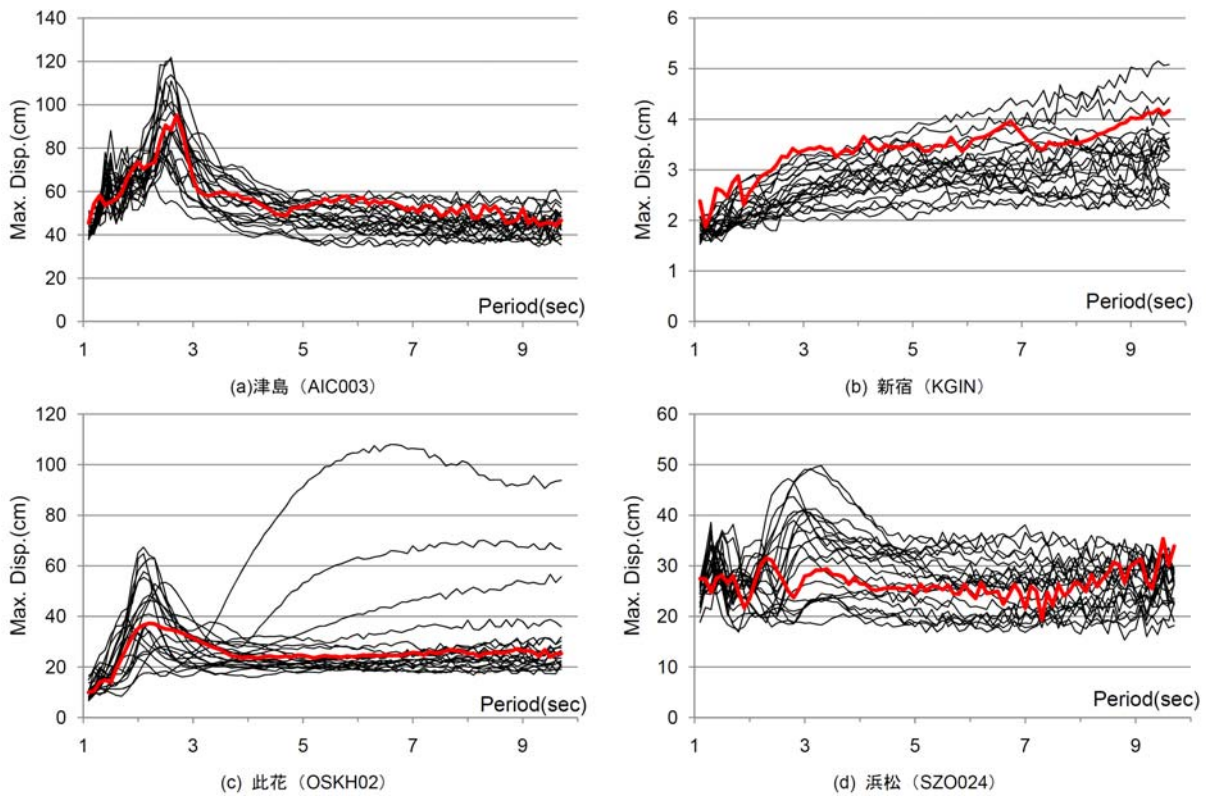 140
120
100
80
60
40
20
0
Max. Disp.(cm)
Period(sec)
1 3 5 7 9
(a)津島（AIC003）
6
5
4
3
2
1
0
Max. Disp.(cm)
Period(sec)
1 3 5 7 9
(b) 新宿（KGIN）
120
100
80
60
40
20
0
Max. Disp.(cm)
Period(sec)
1 3 5 7 9
(c) 此花（OSKH02）
60
50
40
30
20
10
0
Max. Disp.(cm)
Period(sec)
1 3 5 7 9
(d) 浜松（SZO024）